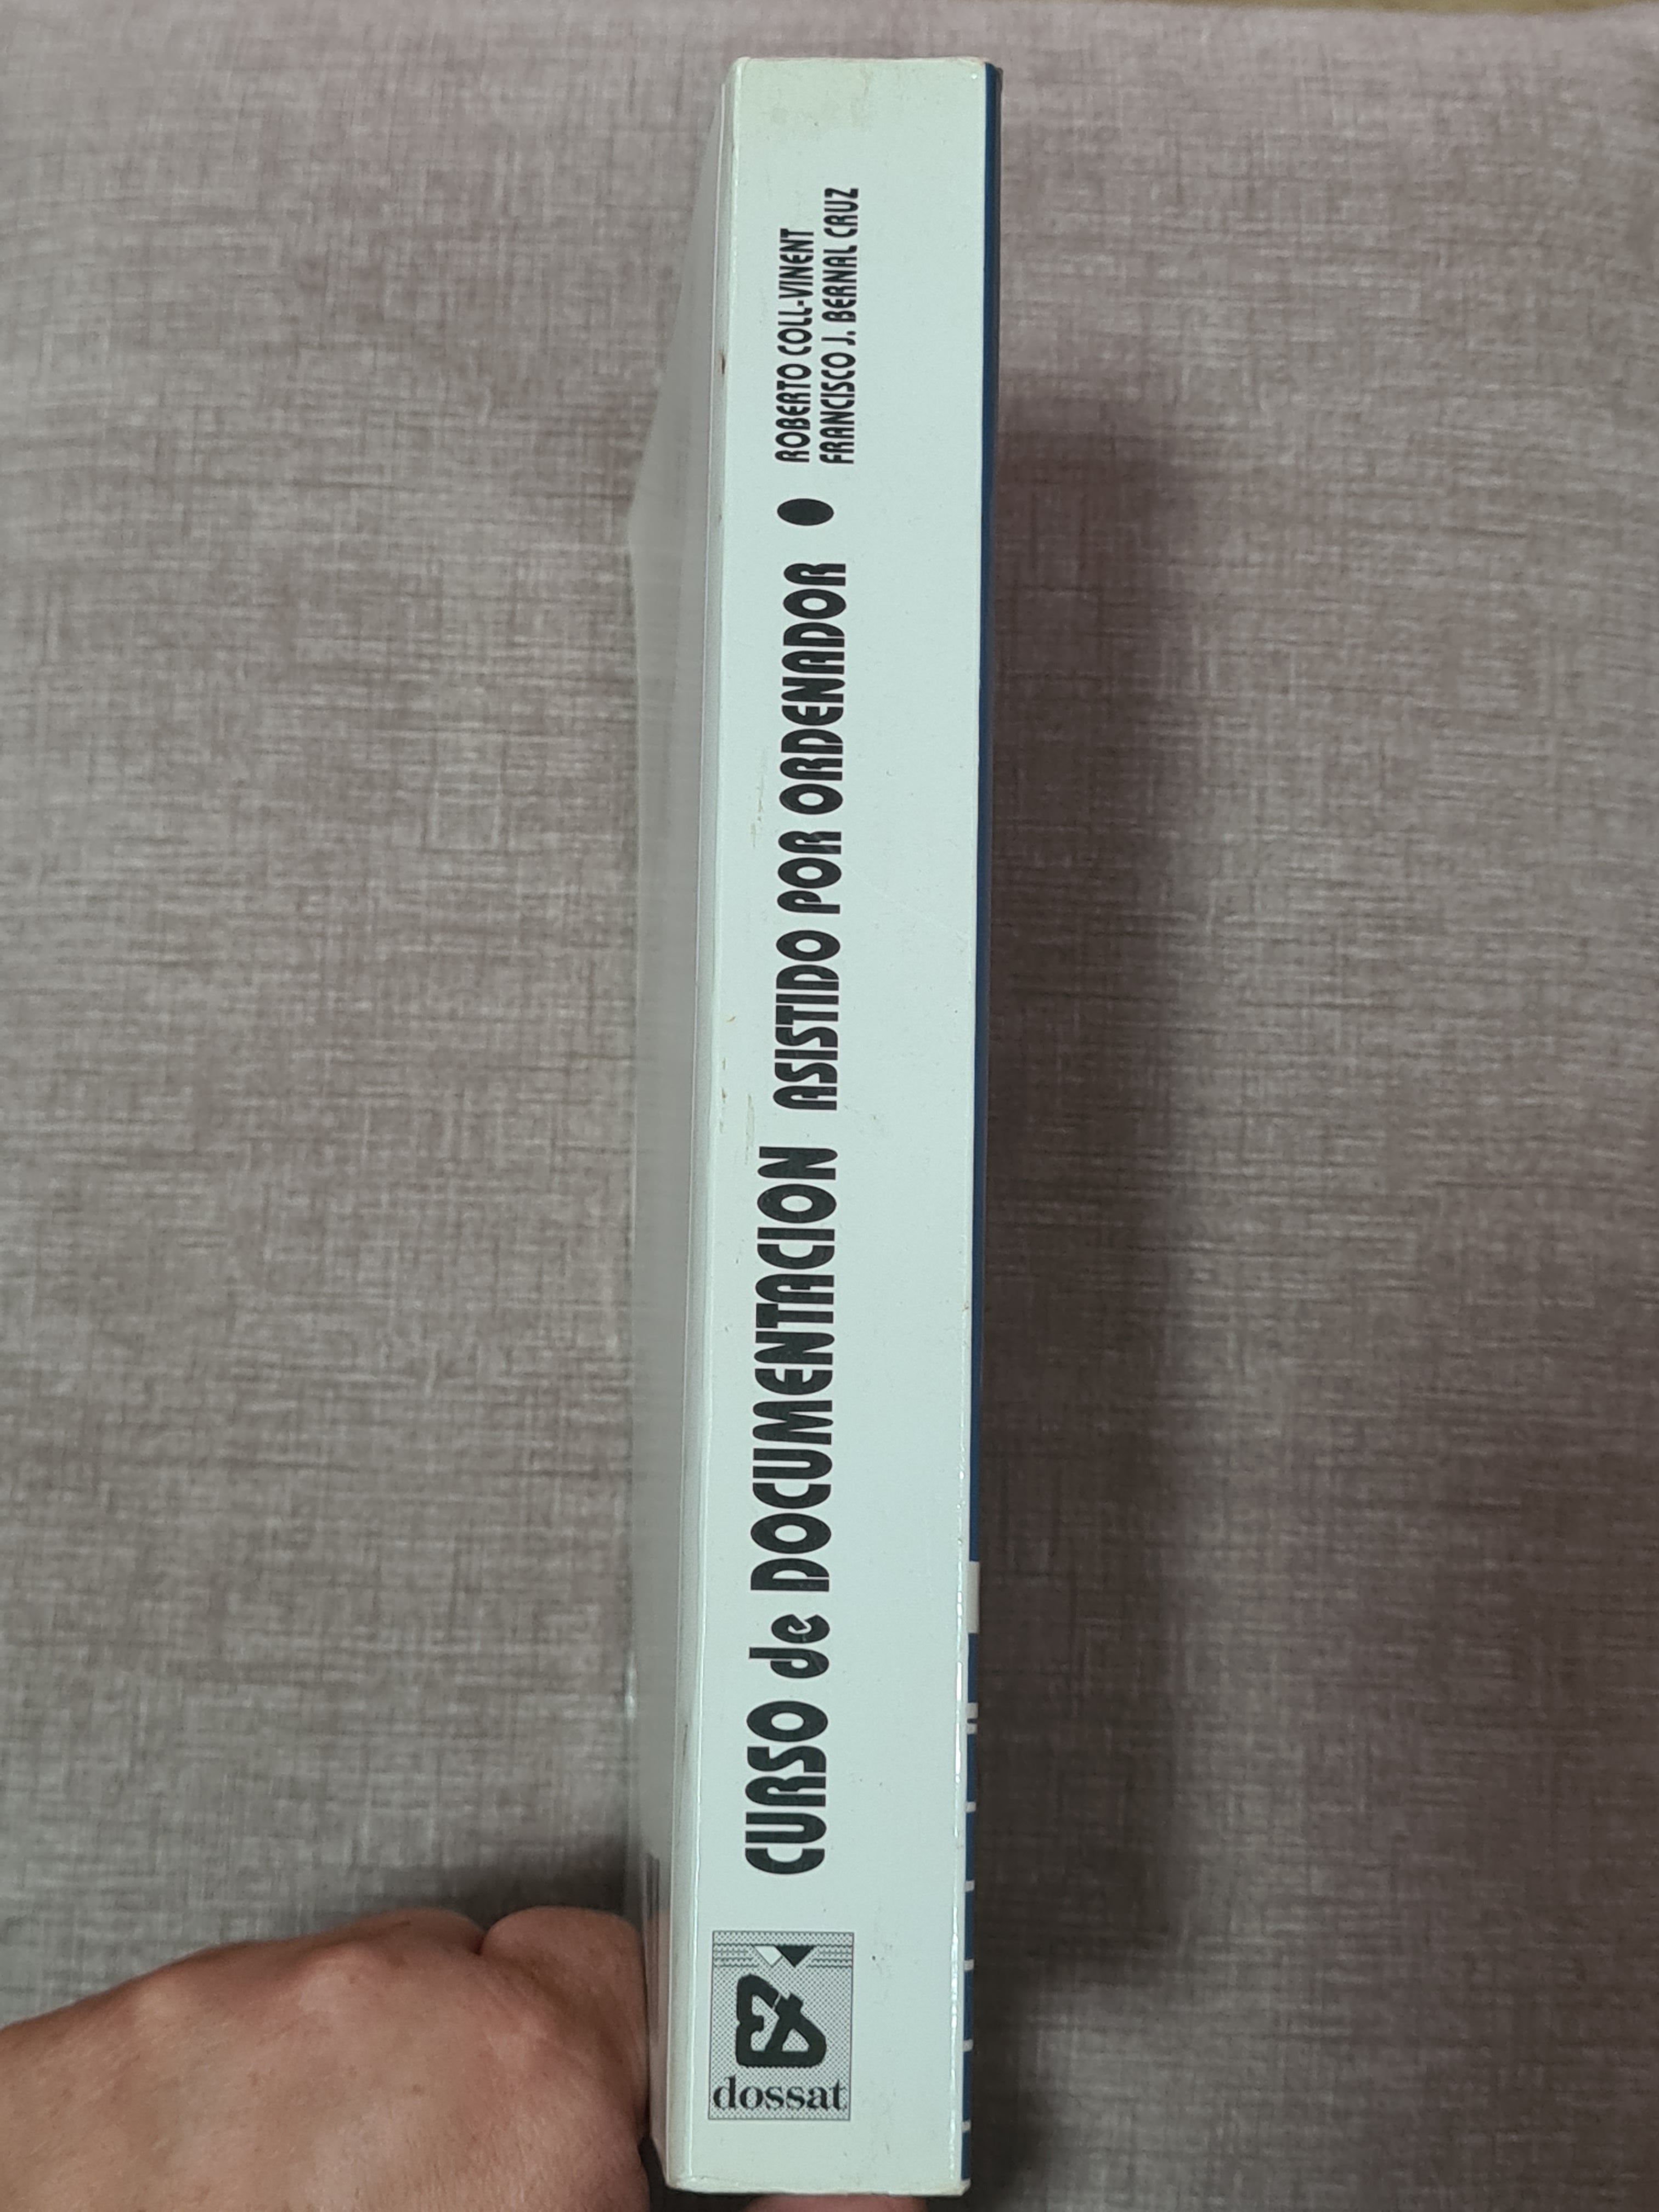 CURSO de DOCUMENTACION ASISTIDO POR ORDENADOR
ROBERTO COLL-VINENT
FRANCISCO J. BERNAL CRUZ
dossat